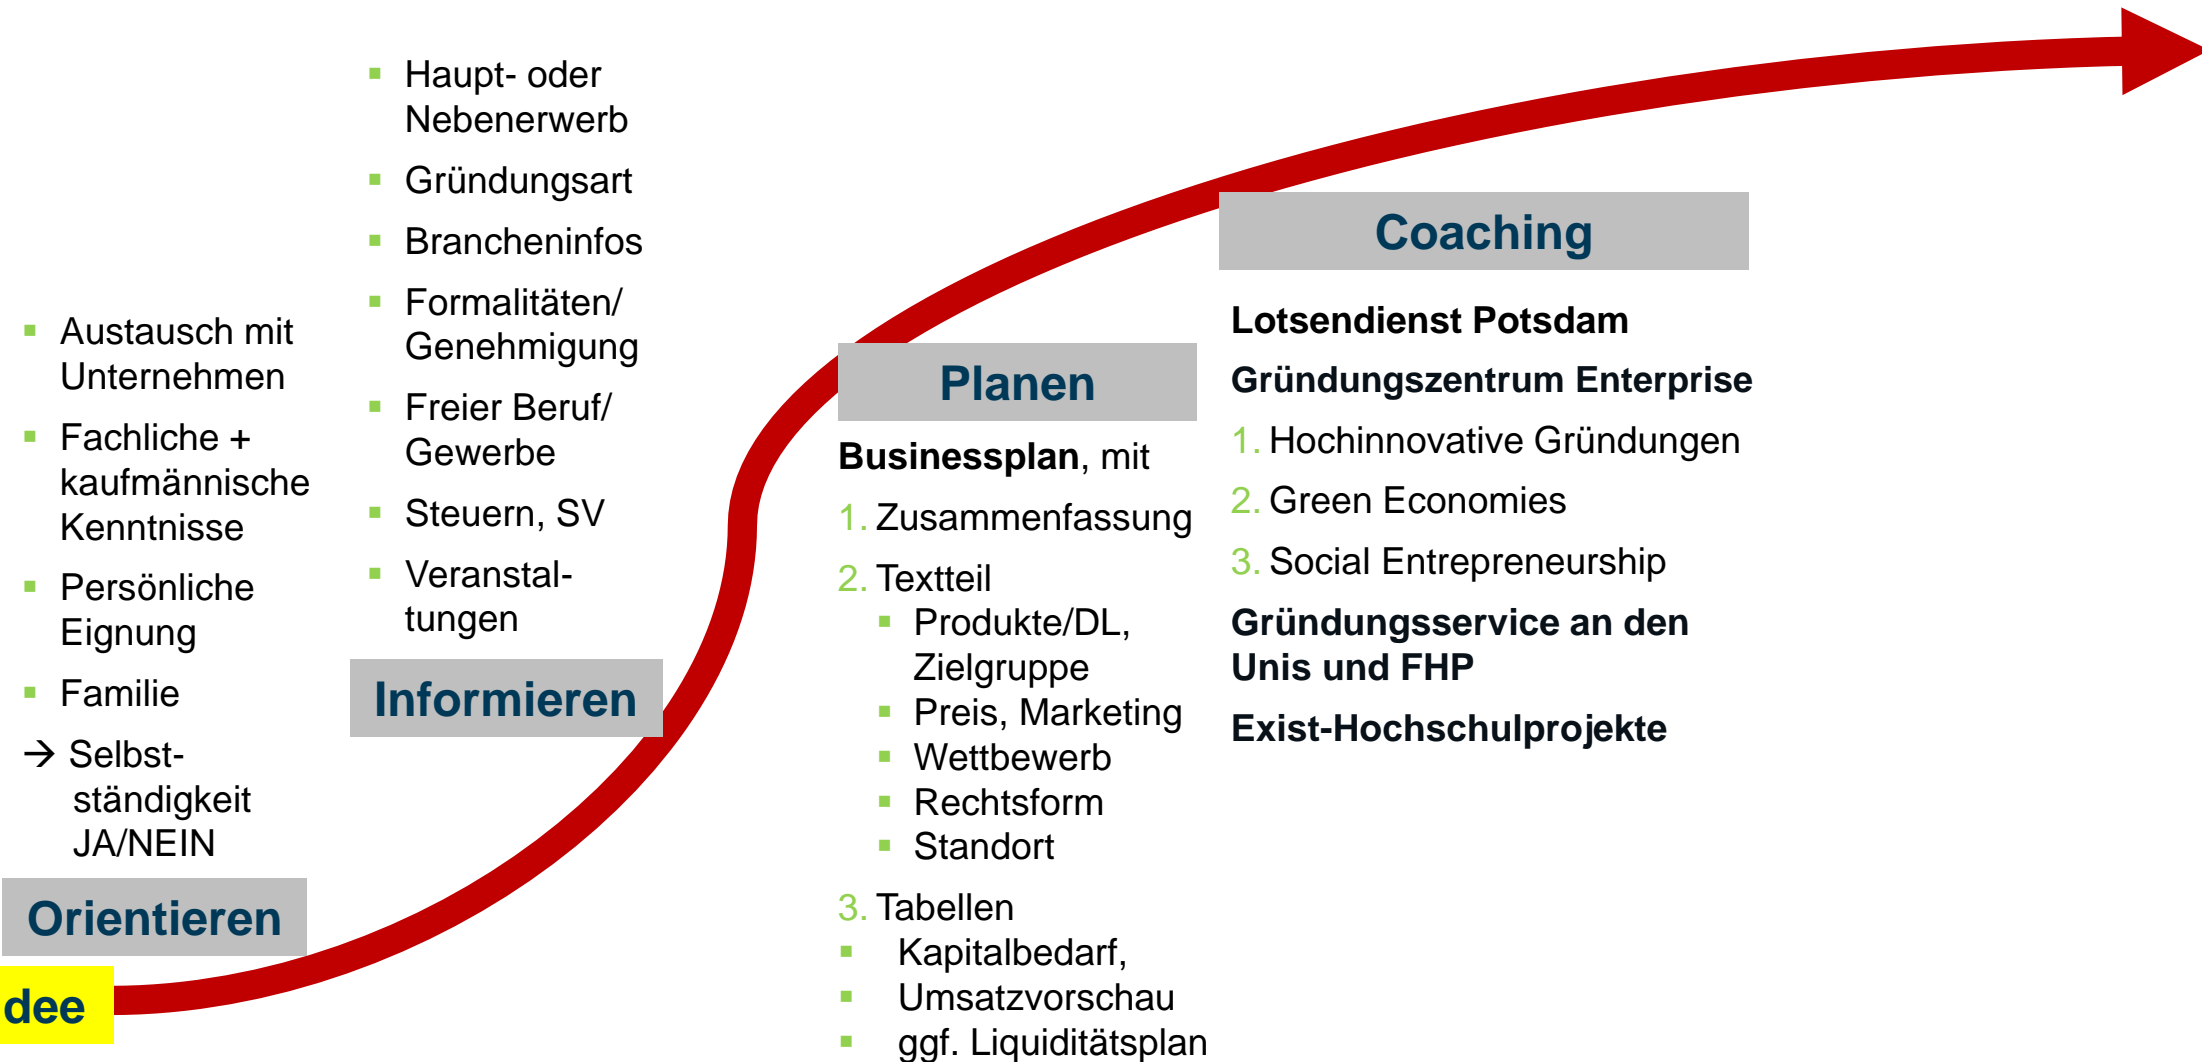 ▪ Austausch mit
Unternehmen
▪ Fachliche +
kaufmännische
Kenntnisse
▪ Persönliche
Eignung
▪ Familie
→ Selbst-
ständigkeit
JA/NEIN
Orientieren
dee
▪ Haupt- oder
Nebenerwerb
▪ Gründungsart
▪ Brancheninfos
▪ Formalitäten/
Genehmigung
▪ Freier Beruf/
Gewerbe
▪ Steuern, SV
▪ Veranstal-
tungen
Informieren
Planen
Businessplan, mit
1. Zusammenfassung
2. Textteil
▪ Produkte/DL,
Zielgruppe
▪ Preis, Marketing
▪ Wettbewerb
▪ Rechtsform
▪ Standort
3. Tabellen
▪ Kapitalbedarf,
▪ Umsatzvorschau
▪ ggf. Liquiditätsplan
Coaching
Lotsendienst Potsdam
Gründungszentrum Enterprise
1. Hochinnovative Gründungen
2. Green Economies
3. Social Entrepreneurship
Gründungsservice an den
Unis und FHP
Exist-Hochschulprojekte